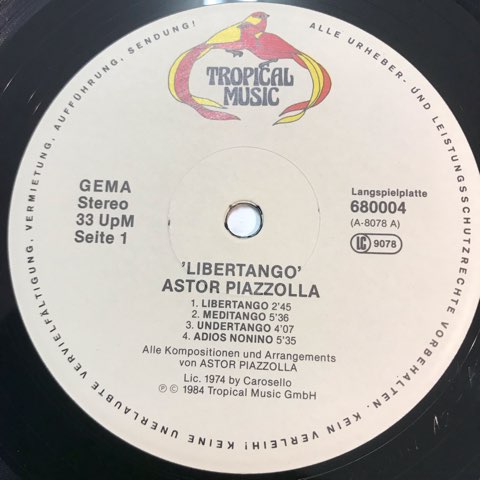 TROPICAL
MUSIC
ALLE URHEBER- UND LEISTUNGSSCHUTZRECHTE VORBEHALTEN. KEIN VERLEIH! KEINE UNERLAUBTE VERVIELFÄLTIGUNG, VERMIETUNG, AUFFÜHRUNG, SENDUNG!
GEMA
Stereo
33 UpM
Seite 1
Langspielplatte
680004
(A-8078 A)
LC 9078
'LIBERTANGO'
ASTOR PIAZZOLLA
1. LIBERTANGO 2'45
2. MEDITANGO 5'36
3. UNDERTANGO 4'07
4. ADIOS NONINO 5'35
Alle Kompositionen und Arrangements
von ASTOR PIAZZOLLA
Lic. 1974 by Carosello
℗ © 1984 Tropical Music GmbH